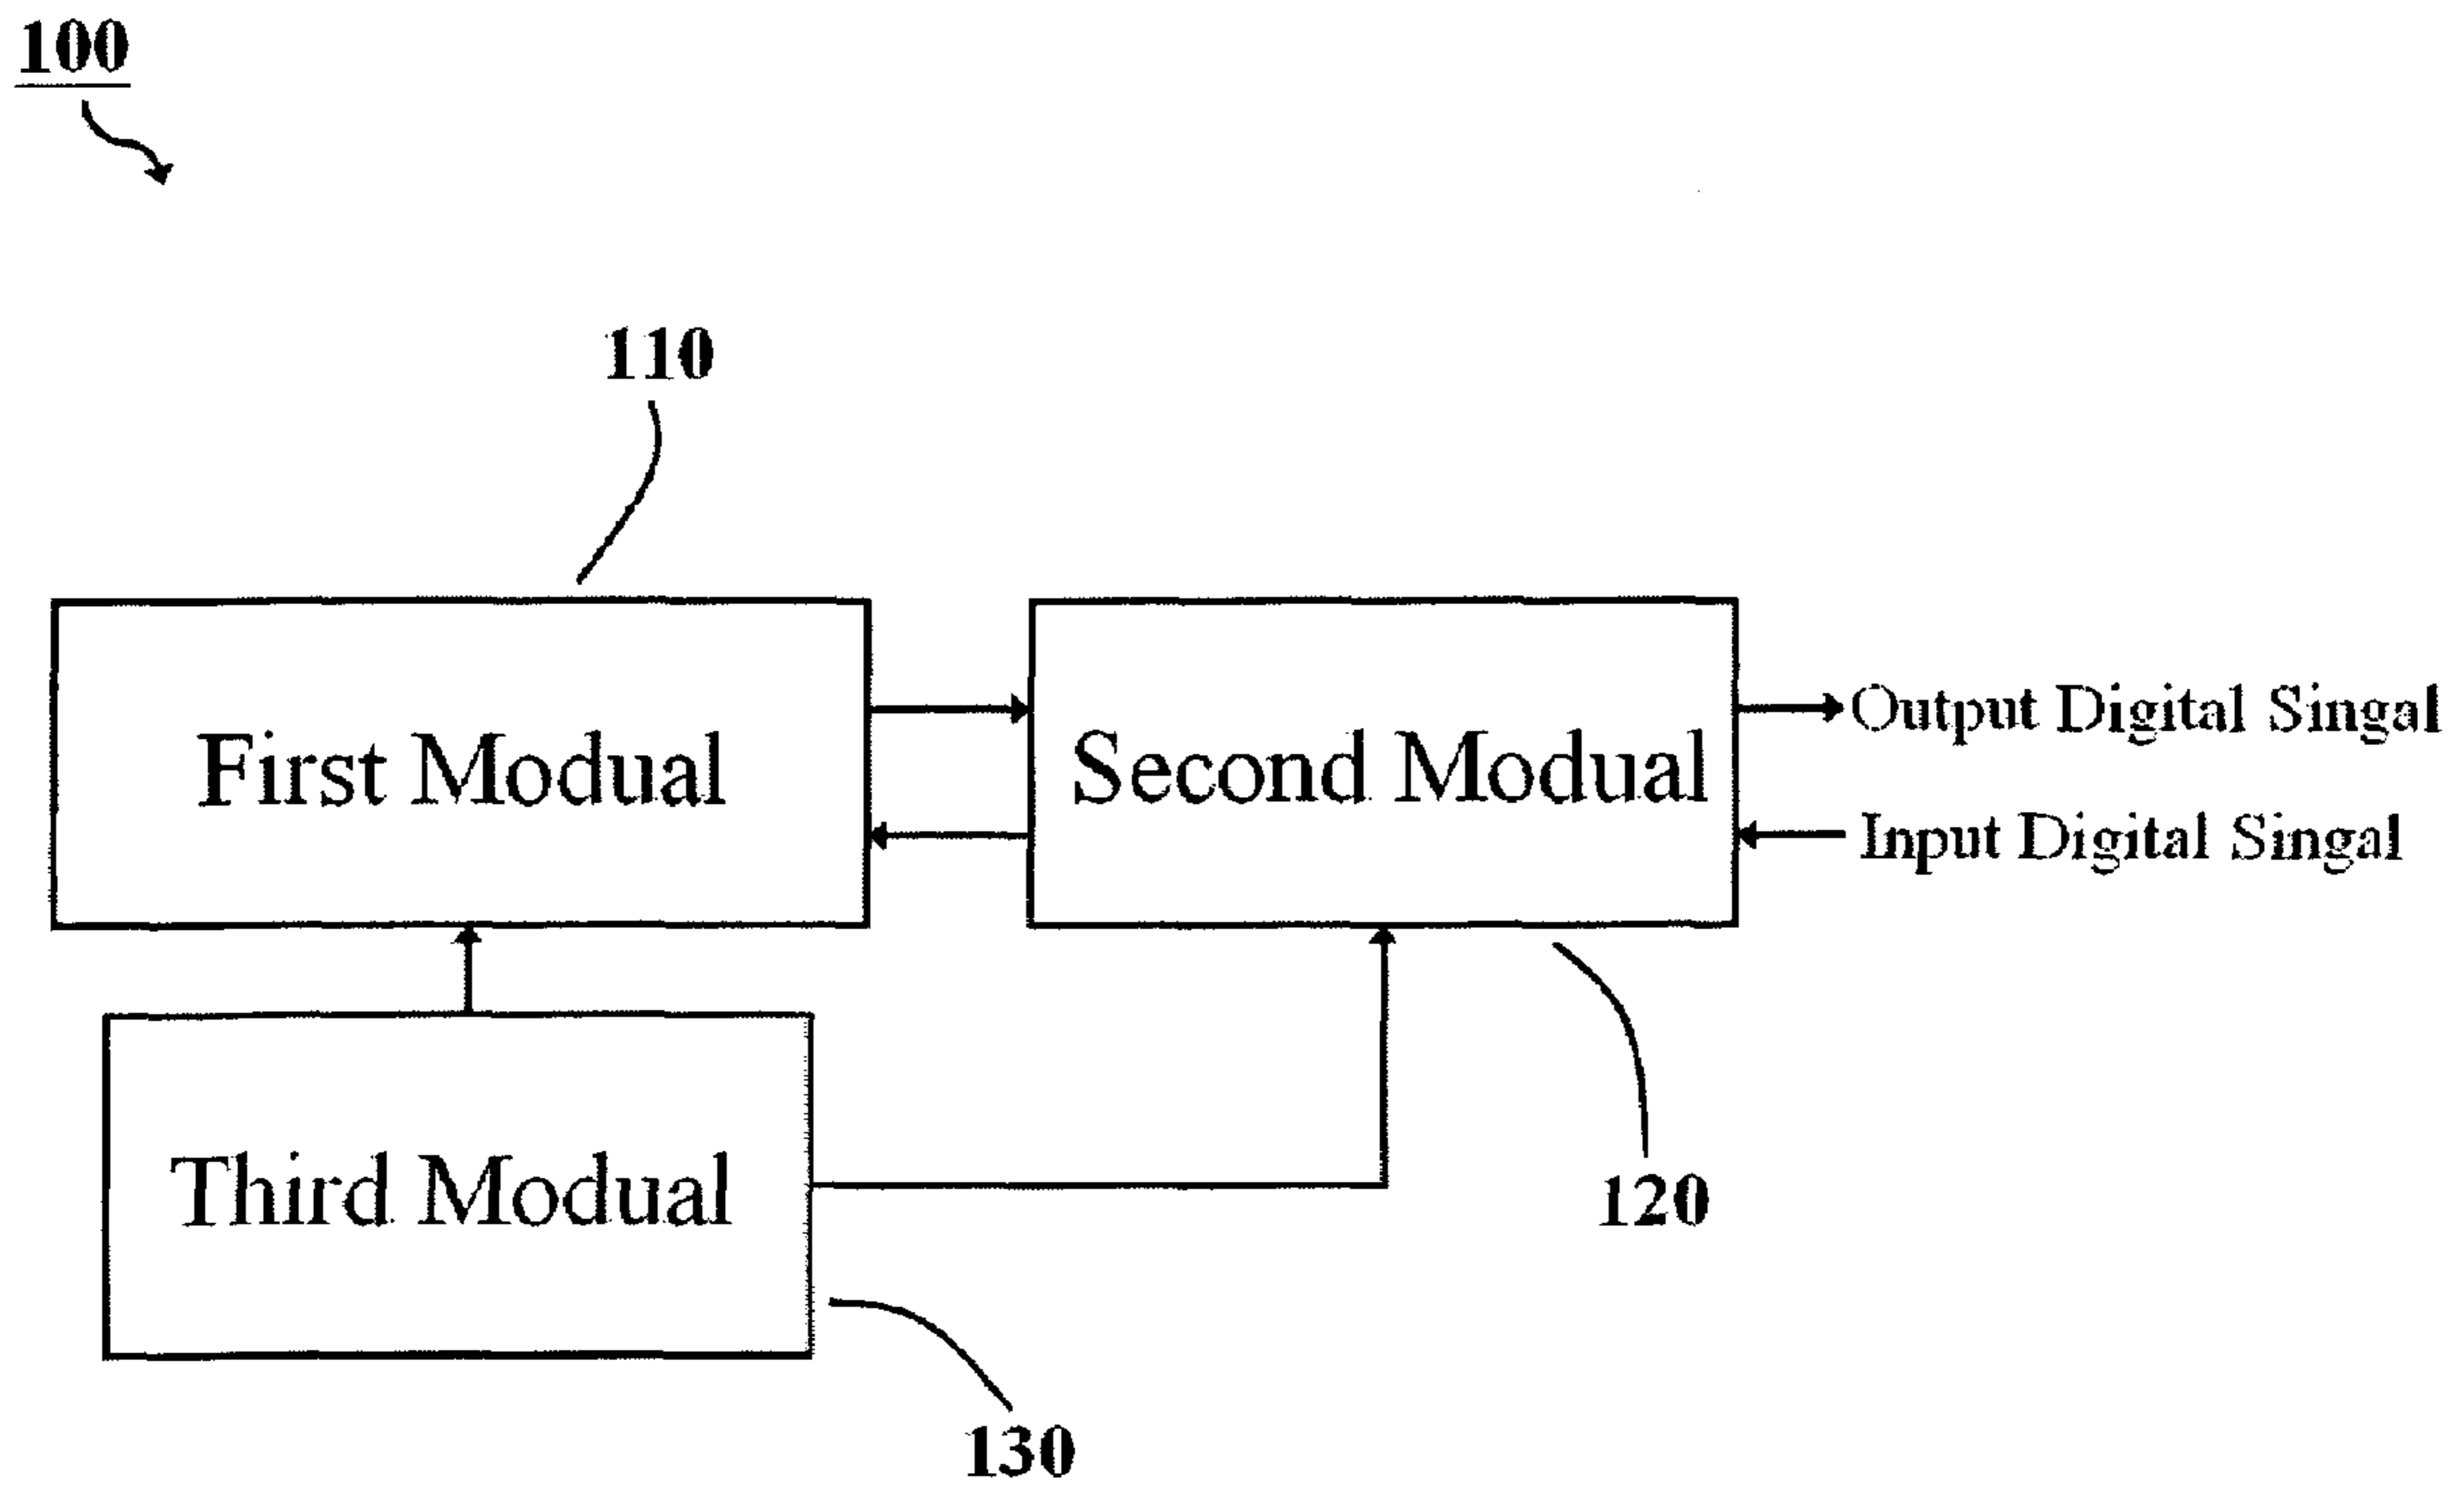 100
110
First Modual
Second Modual
Output Digital Singal
Input Digital Singal
Third Modual
120
130